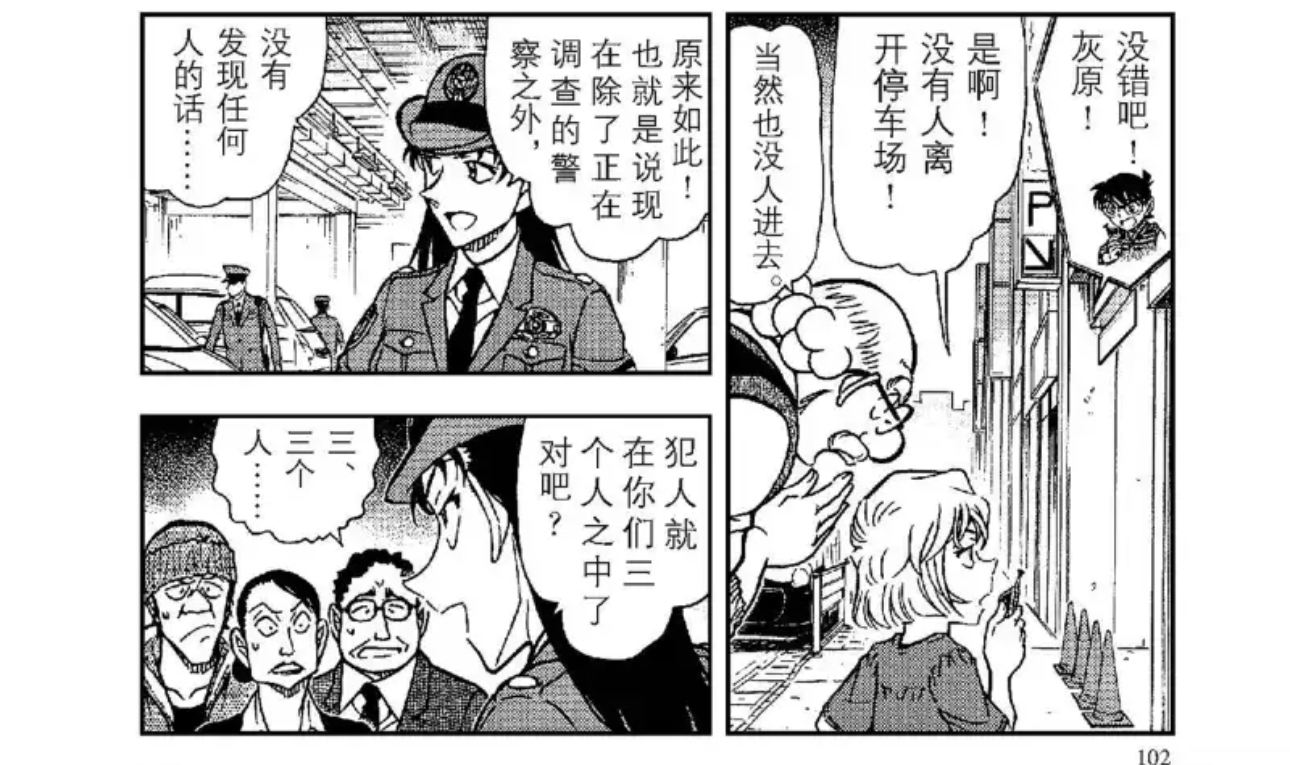 没错吧！
灰原！
是啊！
没有人离
开停车场！
当然也没人进去。
P
N
原来如此！
也就是说现
在除了正在
调查的警
察之外，
没有
发现任何
人的话……
犯人就
在你们三
个人之中了
对吧？
三、
三个
人……
102